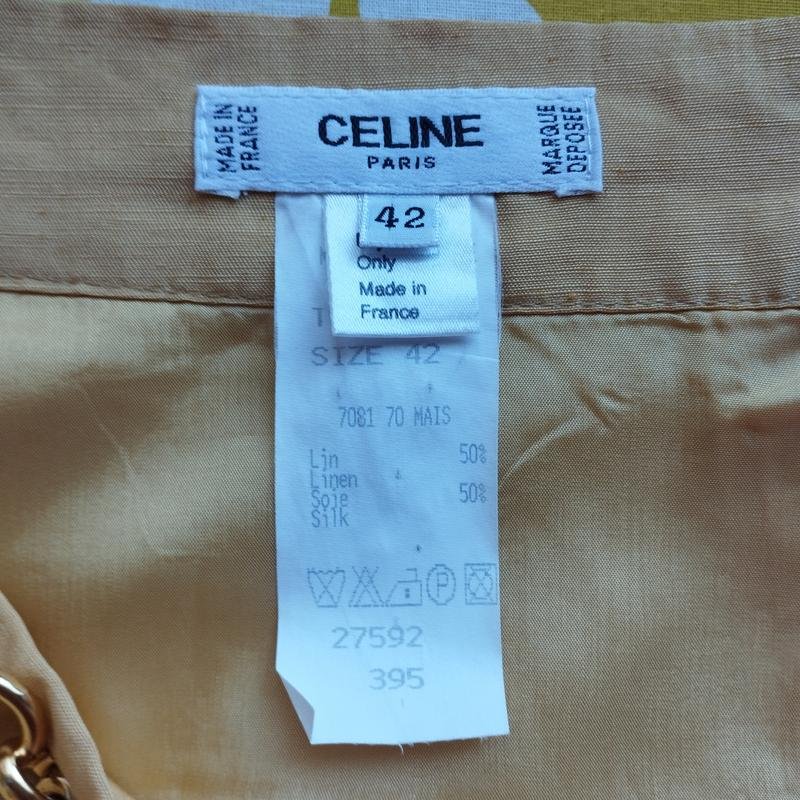 MADE IN
FRANCE
CELINE
PARIS
MARQUE
DEPOSEE
42
Only
Made in
France
T
SIZE 42
7081 70 MAIS
Lin 50%
Linen
Soie 50%
Silk
P
27592
395